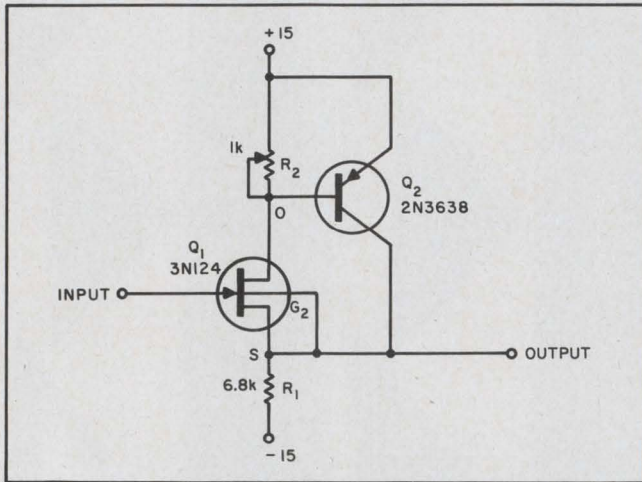 +15
1k
R2
Q2
2N3638
O
Q1
3N124
INPUT
G2
S
OUTPUT
6.8k
R1
-15